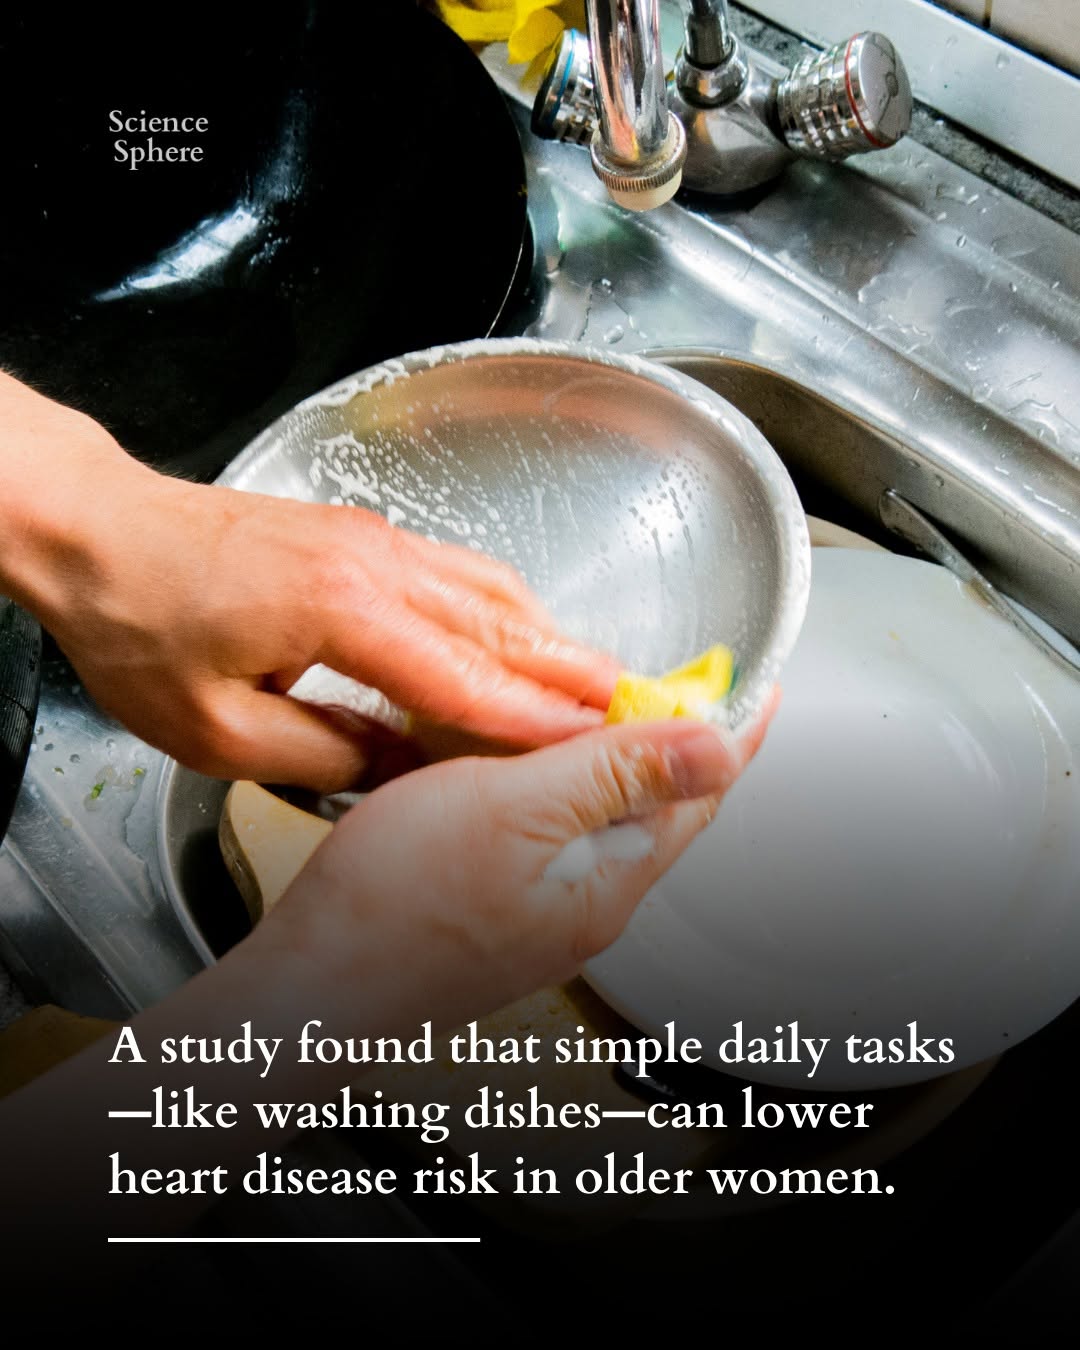 Science
Sphere
A study found that simple daily tasks
—like washing dishes—can lower
heart disease risk in older women.